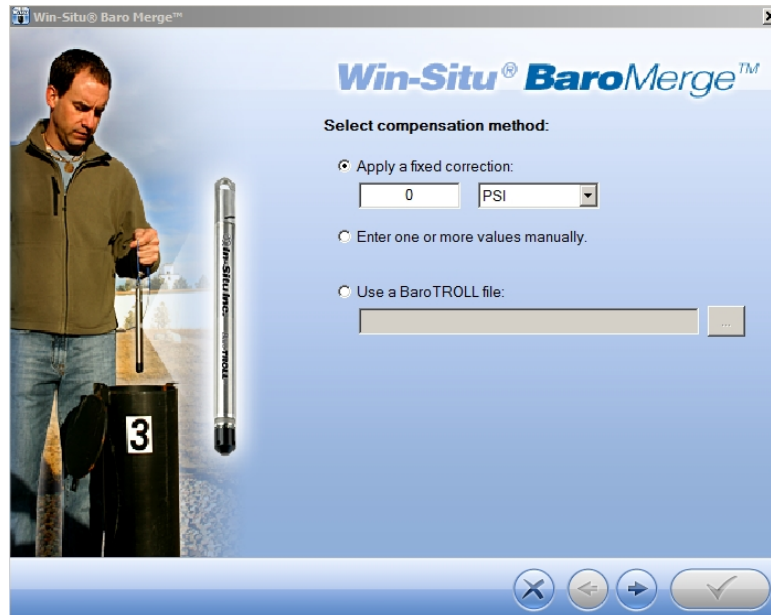 Win-Situ® Baro Merge™
Win-Situ® BaroMerge™
Select compensation method:
Apply a fixed correction:
0 PSI
Enter one or more values manually.
Use a BaroTROLL file:
...
In-Situ Inc.
TROLL
3